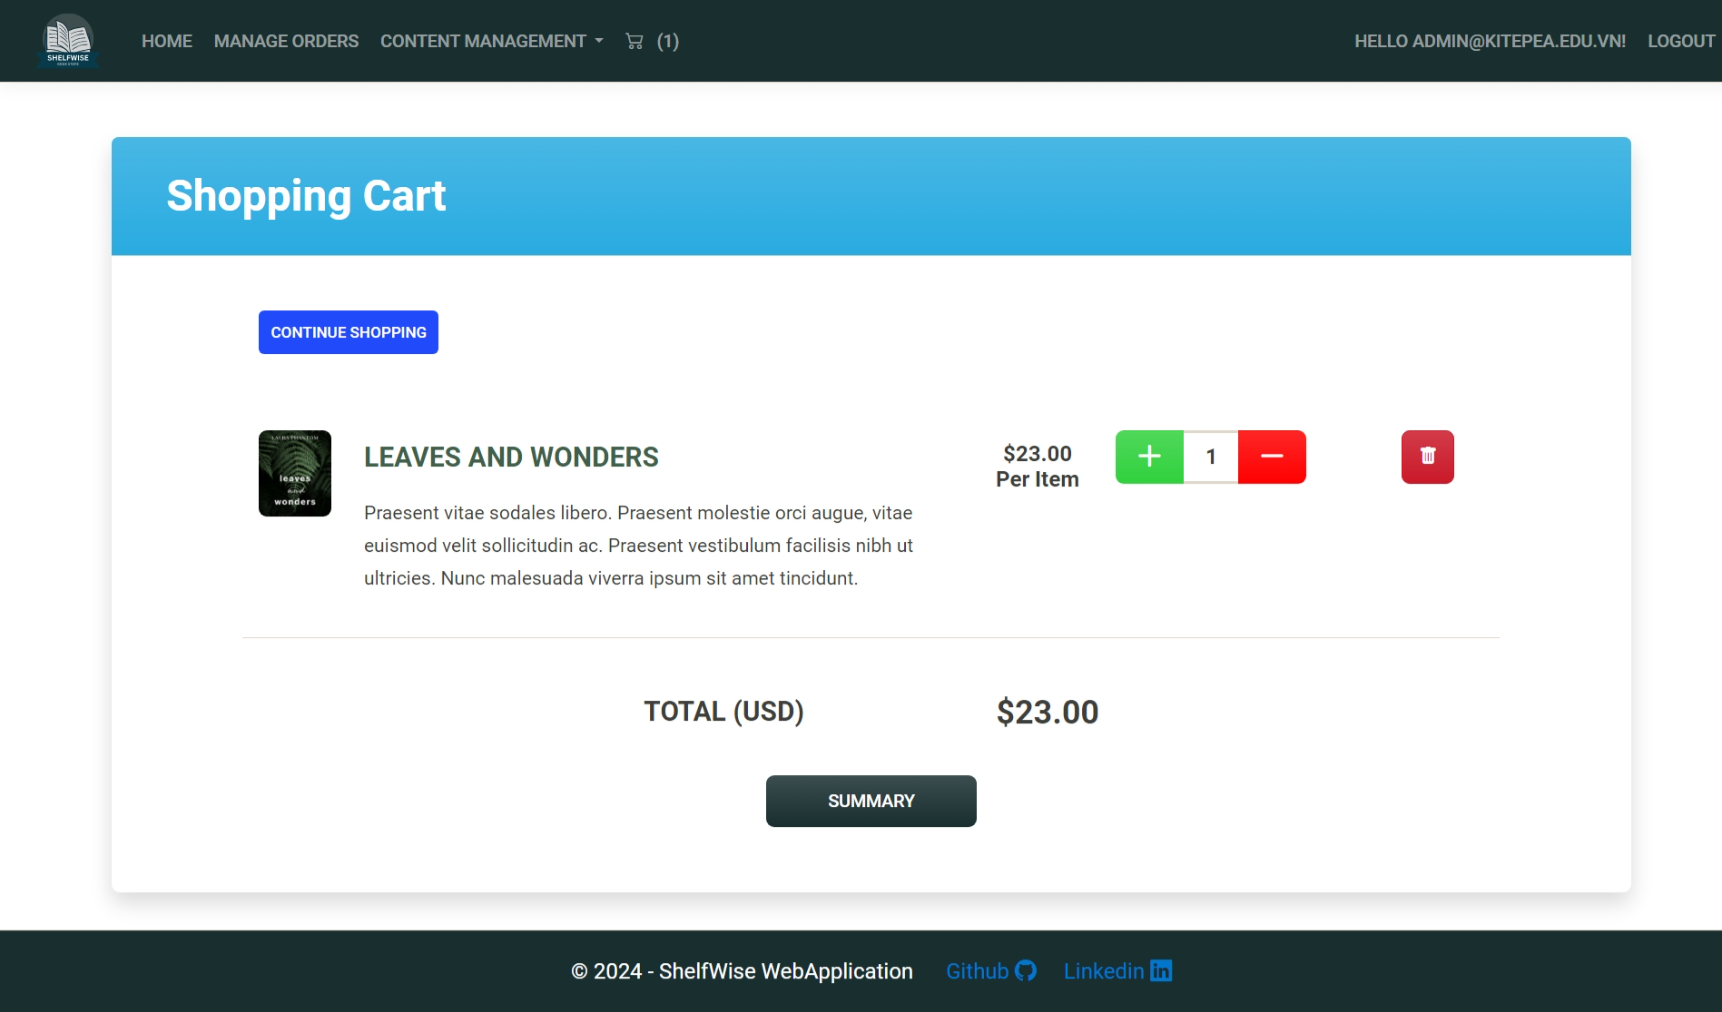 SHELFWISE
HOME
MANAGE ORDERS
CONTENT MANAGEMENT
(1)
HELLO ADMIN@KITEPEA.EDU.VN!
LOGOUT
Shopping Cart
CONTINUE SHOPPING
leaves
and
wonders
LEAVES AND WONDERS
Praesent vitae sodales libero. Praesent molestie orci augue, vitae
euismod velit sollicitudin ac. Praesent vestibulum facilisis nibh ut
ultricies. Nunc malesuada viverra ipsum sit amet tincidunt.
$23.00
Per Item
1
TOTAL (USD)
$23.00
SUMMARY
© 2024 - ShelfWise WebApplication
Github
Linkedin